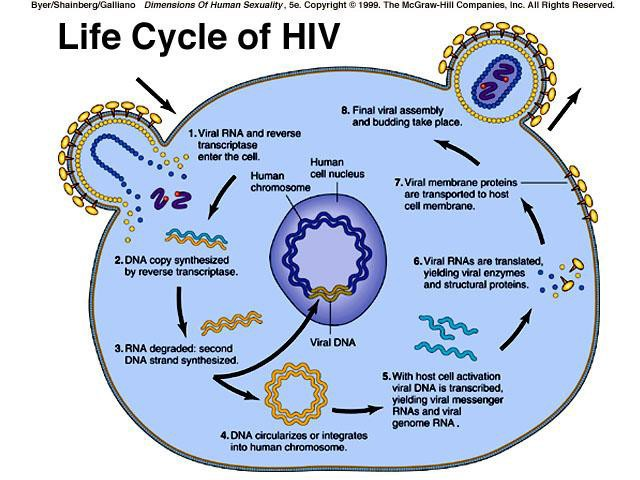 Byer/Shainberg/Galliano Dimensions Of Human Sexuality, 5e. Copyright © 1999. The McGraw-Hill Companies, Inc. All Rights Reserved.
Life Cycle of HIV
1. Viral RNA and reverse
transcriptase
enter the cell.
2. DNA copy synthesized
by reverse transcriptase.
3. RNA degraded: second
DNA strand synthesized.
4. DNA circularizes or integrates
into human chromosome.
Human
chromosome
Human
cell nucleus
Viral DNA
5. With host cell activation
viral DNA is transcribed,
yielding viral messenger
RNAs and viral
genome RNA.
6. Viral RNAs are translated,
yielding viral enzymes
and structural proteins.
7. Viral membrane proteins
are transported to host
cell membrane.
8. Final viral assembly
and budding take place.